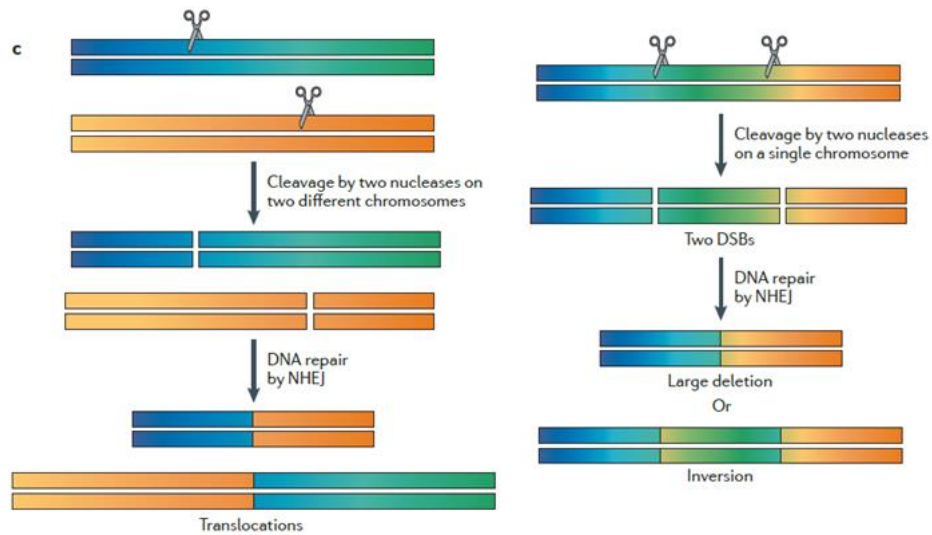 c
Cleavage by two nucleases on
two different chromosomes
DNA repair
by NHEJ
Translocations
Cleavage by two nucleases
on a single chromosome
Two DSBs
DNA repair
by NHEJ
Large deletion
Or
Inversion